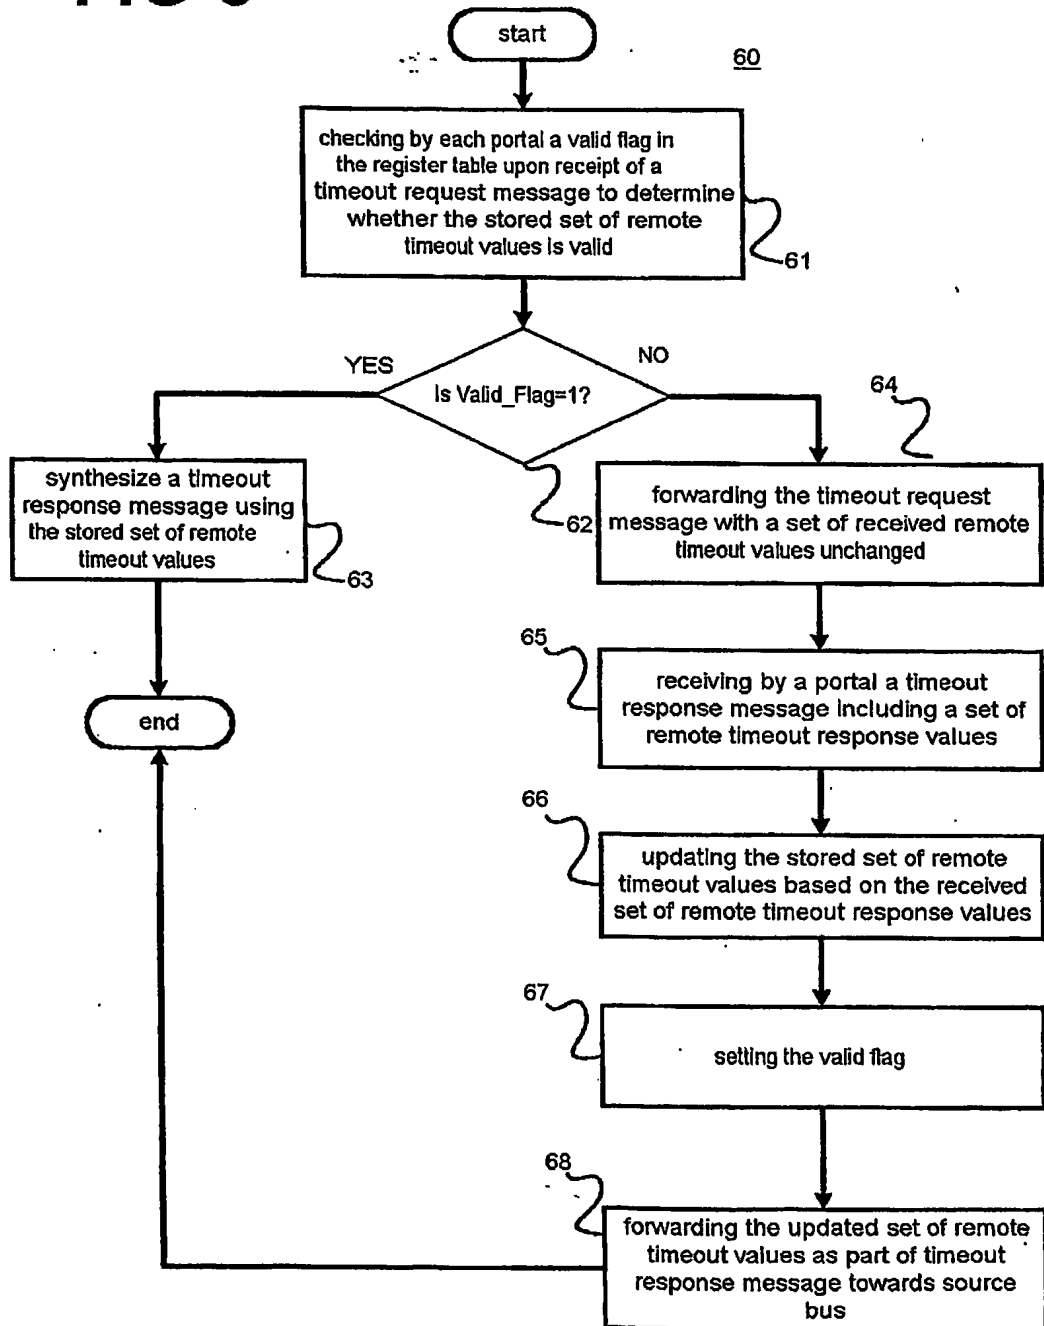 start
60
checking by each portal a valid flag in
the register table upon receipt of a
timeout request message to determine
whether the stored set of remote
timeout values is valid
61
YES
NO
Is Valid_Flag=1?
62
64
synthesize a timeout
response message using
the stored set of remote
timeout values
63
forwarding the timeout request
message with a set of received remote
timeout values unchanged
65
receiving by a portal a timeout
response message including a set of
remote timeout response values
end
66
updating the stored set of remote
timeout values based on the received
set of remote timeout response values
67
setting the valid flag
68
forwarding the updated set of remote
timeout values as part of timeout
response message towards source
bus